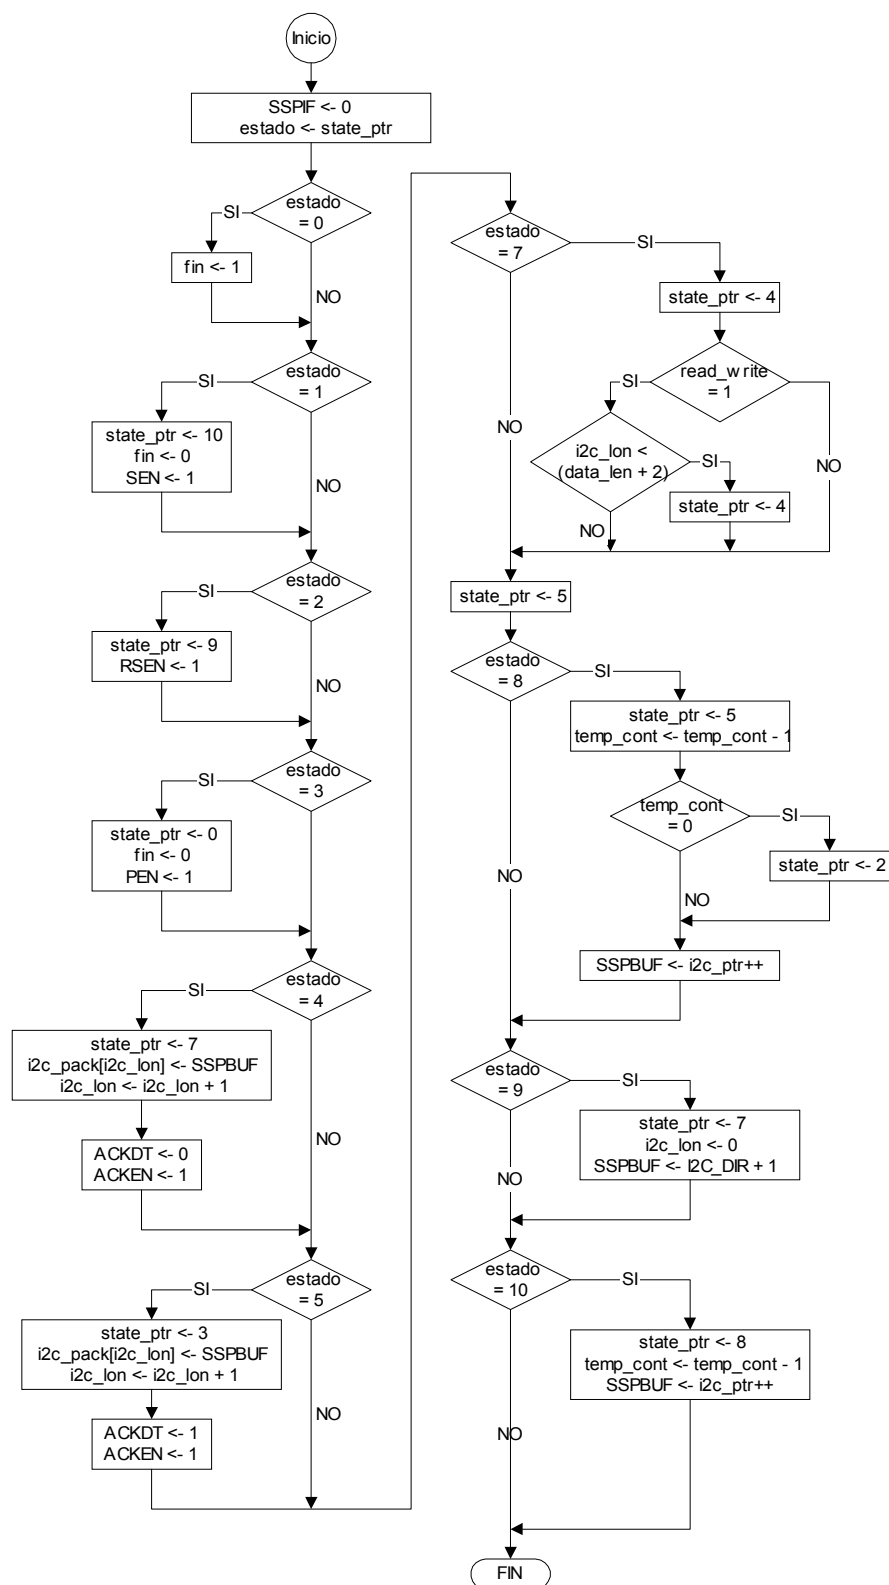 Inicio
SSPIF <- 0
estado <- state_ptr
estado
= 0
SI
fin <- 1
NO
estado
= 1
SI
state_ptr <- 10
fin <- 0
SEN <- 1
NO
estado
= 2
SI
state_ptr <- 9
RSEN <- 1
NO
estado
= 3
SI
state_ptr <- 0
fin <- 0
PEN <- 1
estado
= 4
SI
state_ptr <- 7
i2c_pack[i2c_lon] <- SSPBUF
i2c_lon <- i2c_lon + 1
ACKDT <- 0
ACKEN <- 1
NO
estado
= 5
SI
state_ptr <- 3
i2c_pack[i2c_lon] <- SSPBUF
i2c_lon <- i2c_lon + 1
ACKDT <- 1
ACKEN <- 1
NO
estado
= 7
SI
state_ptr <- 4
read_write
= 1
SI
NO
i2c_lon <
(data_len + 2)
SI
state_ptr <- 4
NO
NO
state_ptr <- 5
estado
= 8
SI
state_ptr <- 5
temp_cont <- temp_cont - 1
temp_cont
= 0
SI
state_ptr <- 2
NO
NO
SSPBUF <- i2c_ptr++
estado
= 9
SI
state_ptr <- 7
i2c_lon <- 0
SSPBUF <- I2C_DIR + 1
NO
estado
= 10
SI
state_ptr <- 8
temp_cont <- temp_cont - 1
SSPBUF <- i2c_ptr++
NO
FIN